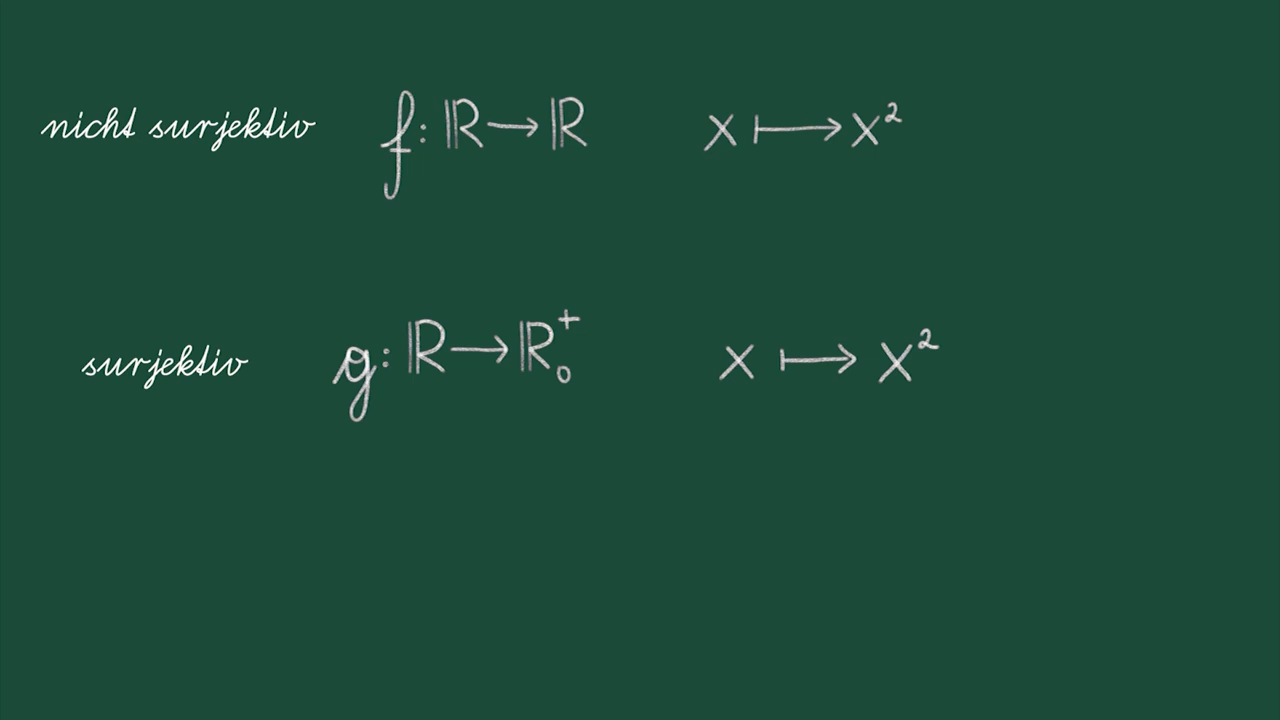 nicht surjektiv f: ℝ → ℝ x ↦ x²
surjektiv g: ℝ → ℝ₀⁺ x ↦ x²